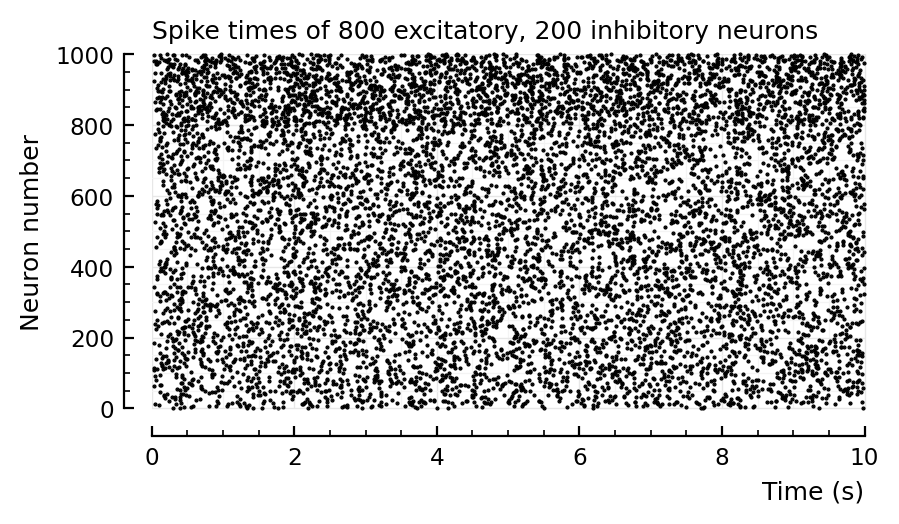 Spike times of 800 excitatory, 200 inhibitory neurons
1000
800
600
400
200
0
Neuron number
0 2 4 6 8 10
Time (s)